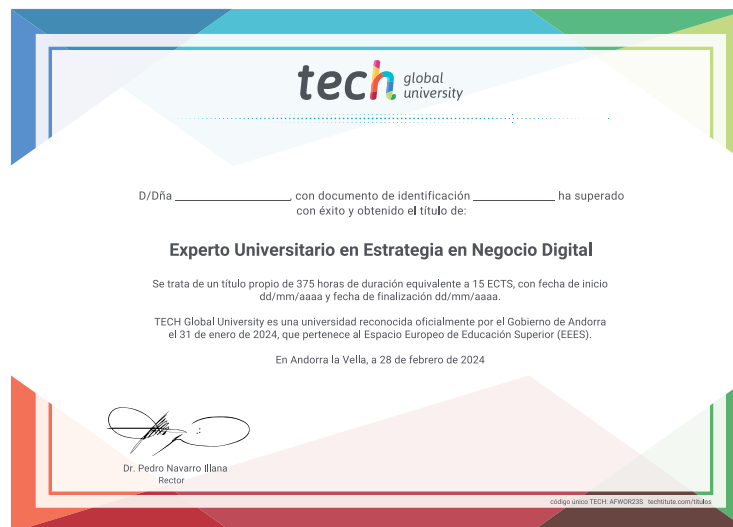 tech global university
D/Dña ____________, con documento de identificación ____________ ha superado
con éxito y obtenido el título de:
Experto Universitario en Estrategia en Negocio Digital
Se trata de un título propio de 375 horas de duración equivalente a 15 ECTS, con fecha de inicio
dd/mm/aaaa y fecha de finalización dd/mm/aaaa.
TECH Global University es una universidad reconocida oficialmente por el Gobierno de Andorra
el 31 de enero de 2024, que pertenece al Espacio Europeo de Educación Superior (EEES).
En Andorra la Vella, a 28 de febrero de 2024
Dr. Pedro Navarro Illana
Rector
código único TECH: AFWOR23S techtitute.com/titulos